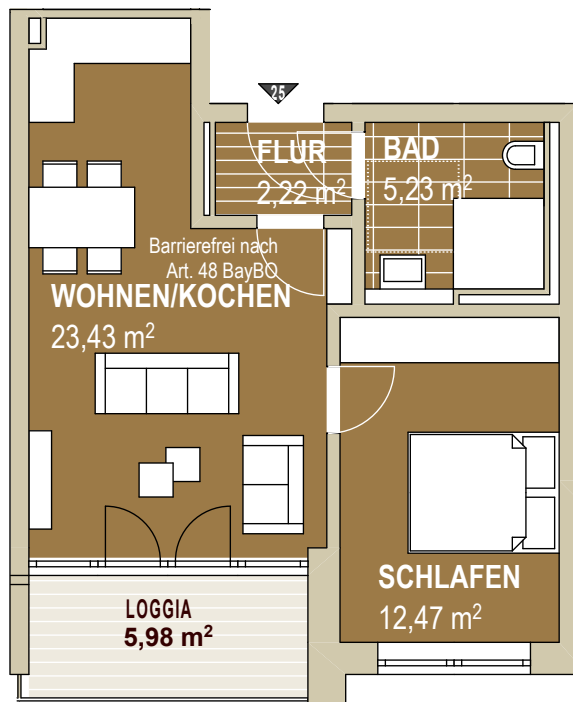 25
FLUR
2,22 m²
BAD
5,23 m²
Barrierefrei nach
Art. 48 BayBO
WOHNEN/KOCHEN
23,43 m²
SCHLAFEN
12,47 m²
LOGGIA
5,98 m²